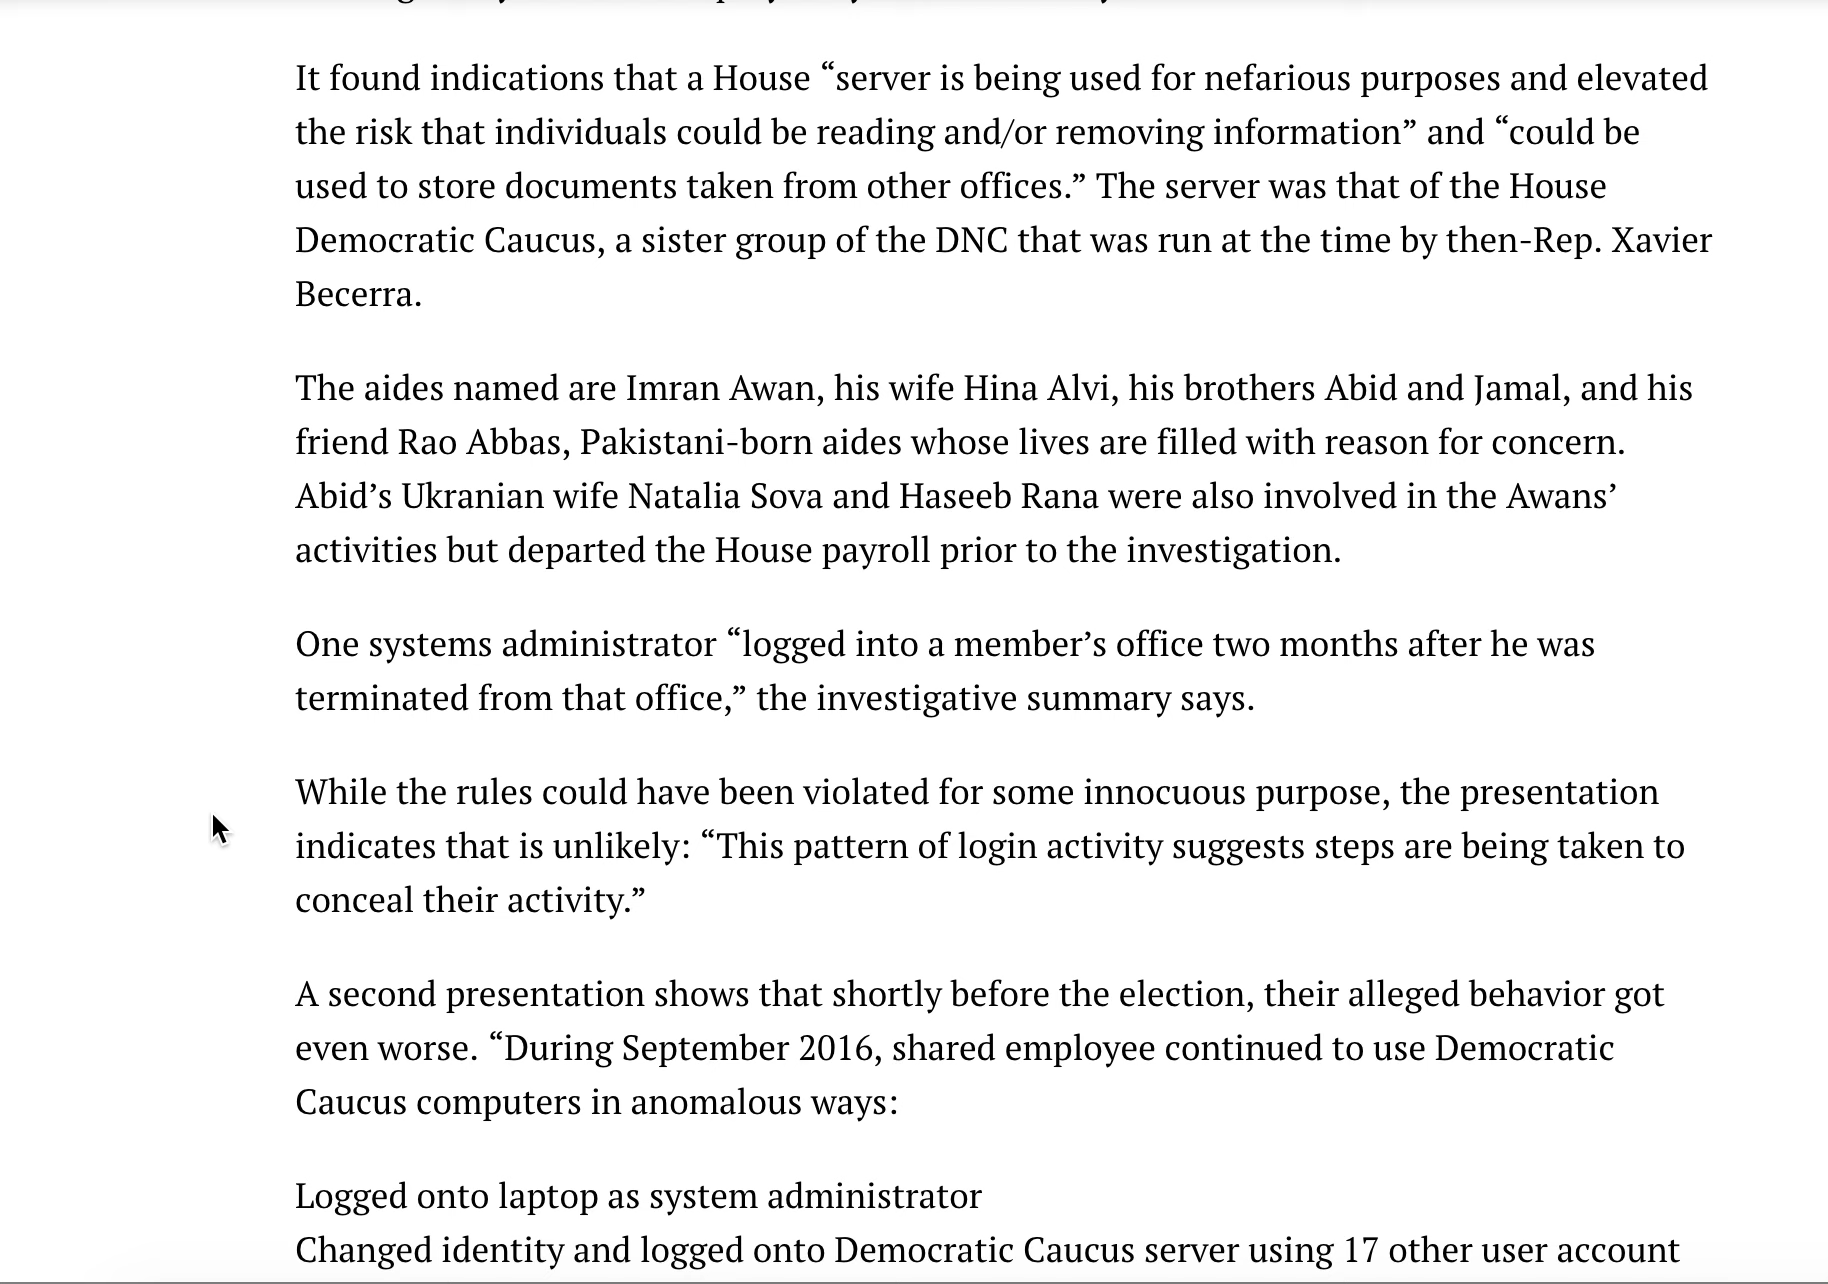 It found indications that a House “server is being used for nefarious purposes and elevated
the risk that individuals could be reading and/or removing information” and “could be
used to store documents taken from other offices.” The server was that of the House
Democratic Caucus, a sister group of the DNC that was run at the time by then-Rep. Xavier
Becerra.
The aides named are Imran Awan, his wife Hina Alvi, his brothers Abid and Jamal, and his
friend Rao Abbas, Pakistani-born aides whose lives are filled with reason for concern.
Abid’s Ukranian wife Natalia Sova and Haseeb Rana were also involved in the Awans’
activities but departed the House payroll prior to the investigation.
One systems administrator “logged into a member’s office two months after he was
terminated from that office,” the investigative summary says.
While the rules could have been violated for some innocuous purpose, the presentation
indicates that is unlikely: “This pattern of login activity suggests steps are being taken to
conceal their activity.”
A second presentation shows that shortly before the election, their alleged behavior got
even worse. “During September 2016, shared employee continued to use Democratic
Caucus computers in anomalous ways:
Logged onto laptop as system administrator
Changed identity and logged onto Democratic Caucus server using 17 other user account